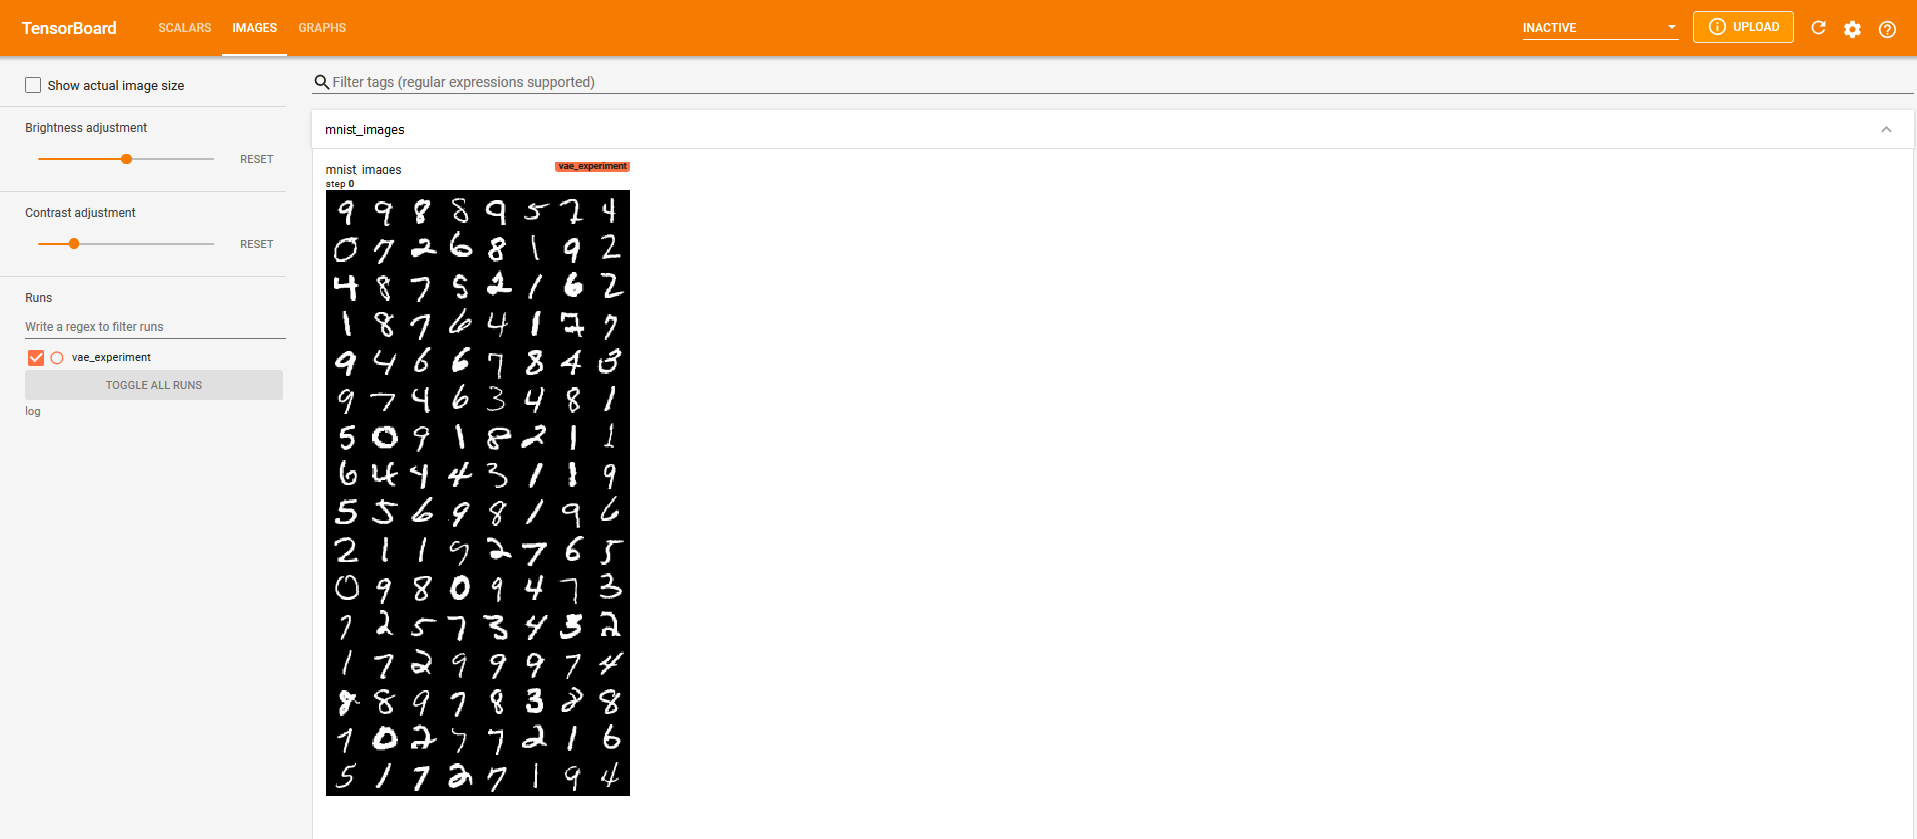 TensorBoard SCALARS IMAGES GRAPHS INACTIVE UPLOAD
Show actual image size
Filter tags (regular expressions supported)
Brightness adjustment
RESET
Contrast adjustment
RESET
Runs
Write a regex to filter runs
vae_experiment
TOGGLE ALL RUNS
log
mnist_images
mnist_images vae_experiment
step 0
9 9 8 8 9 5 7 4
0 7 2 6 8 1 9 2
4 8 7 5 2 1 6 2
1 8 7 6 4 1 7 7
9 4 6 6 7 8 4 3
9 7 4 6 3 4 8 1
5 0 9 1 8 2 1 1
6 4 4 4 3 1 1 9
5 5 6 9 8 1 9 6
2 1 1 9 2 7 6 5
0 9 8 0 9 4 7 3
7 2 5 7 3 4 3 2
1 7 2 9 9 9 7 4
8 8 9 7 8 3 8
7 0 2 7 7 2 1 6
5 1 7 2 7 1 9 4